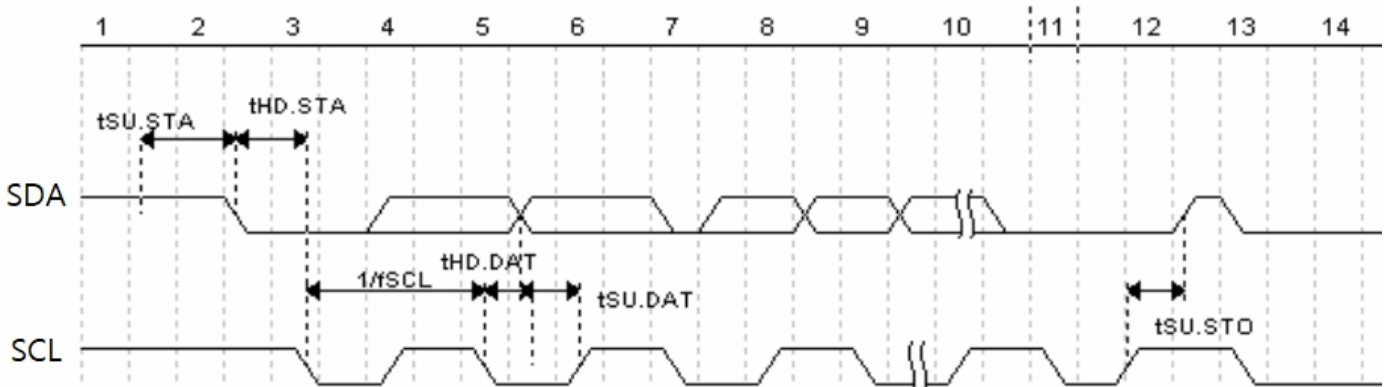 1 2 3 4 5 6 7 8 9 10 11 12 13 14
tHD.STA
tSU.STA
SDA
tHD.DAT
1/fSCL
tSU.DAT
tSU.STO
SCL